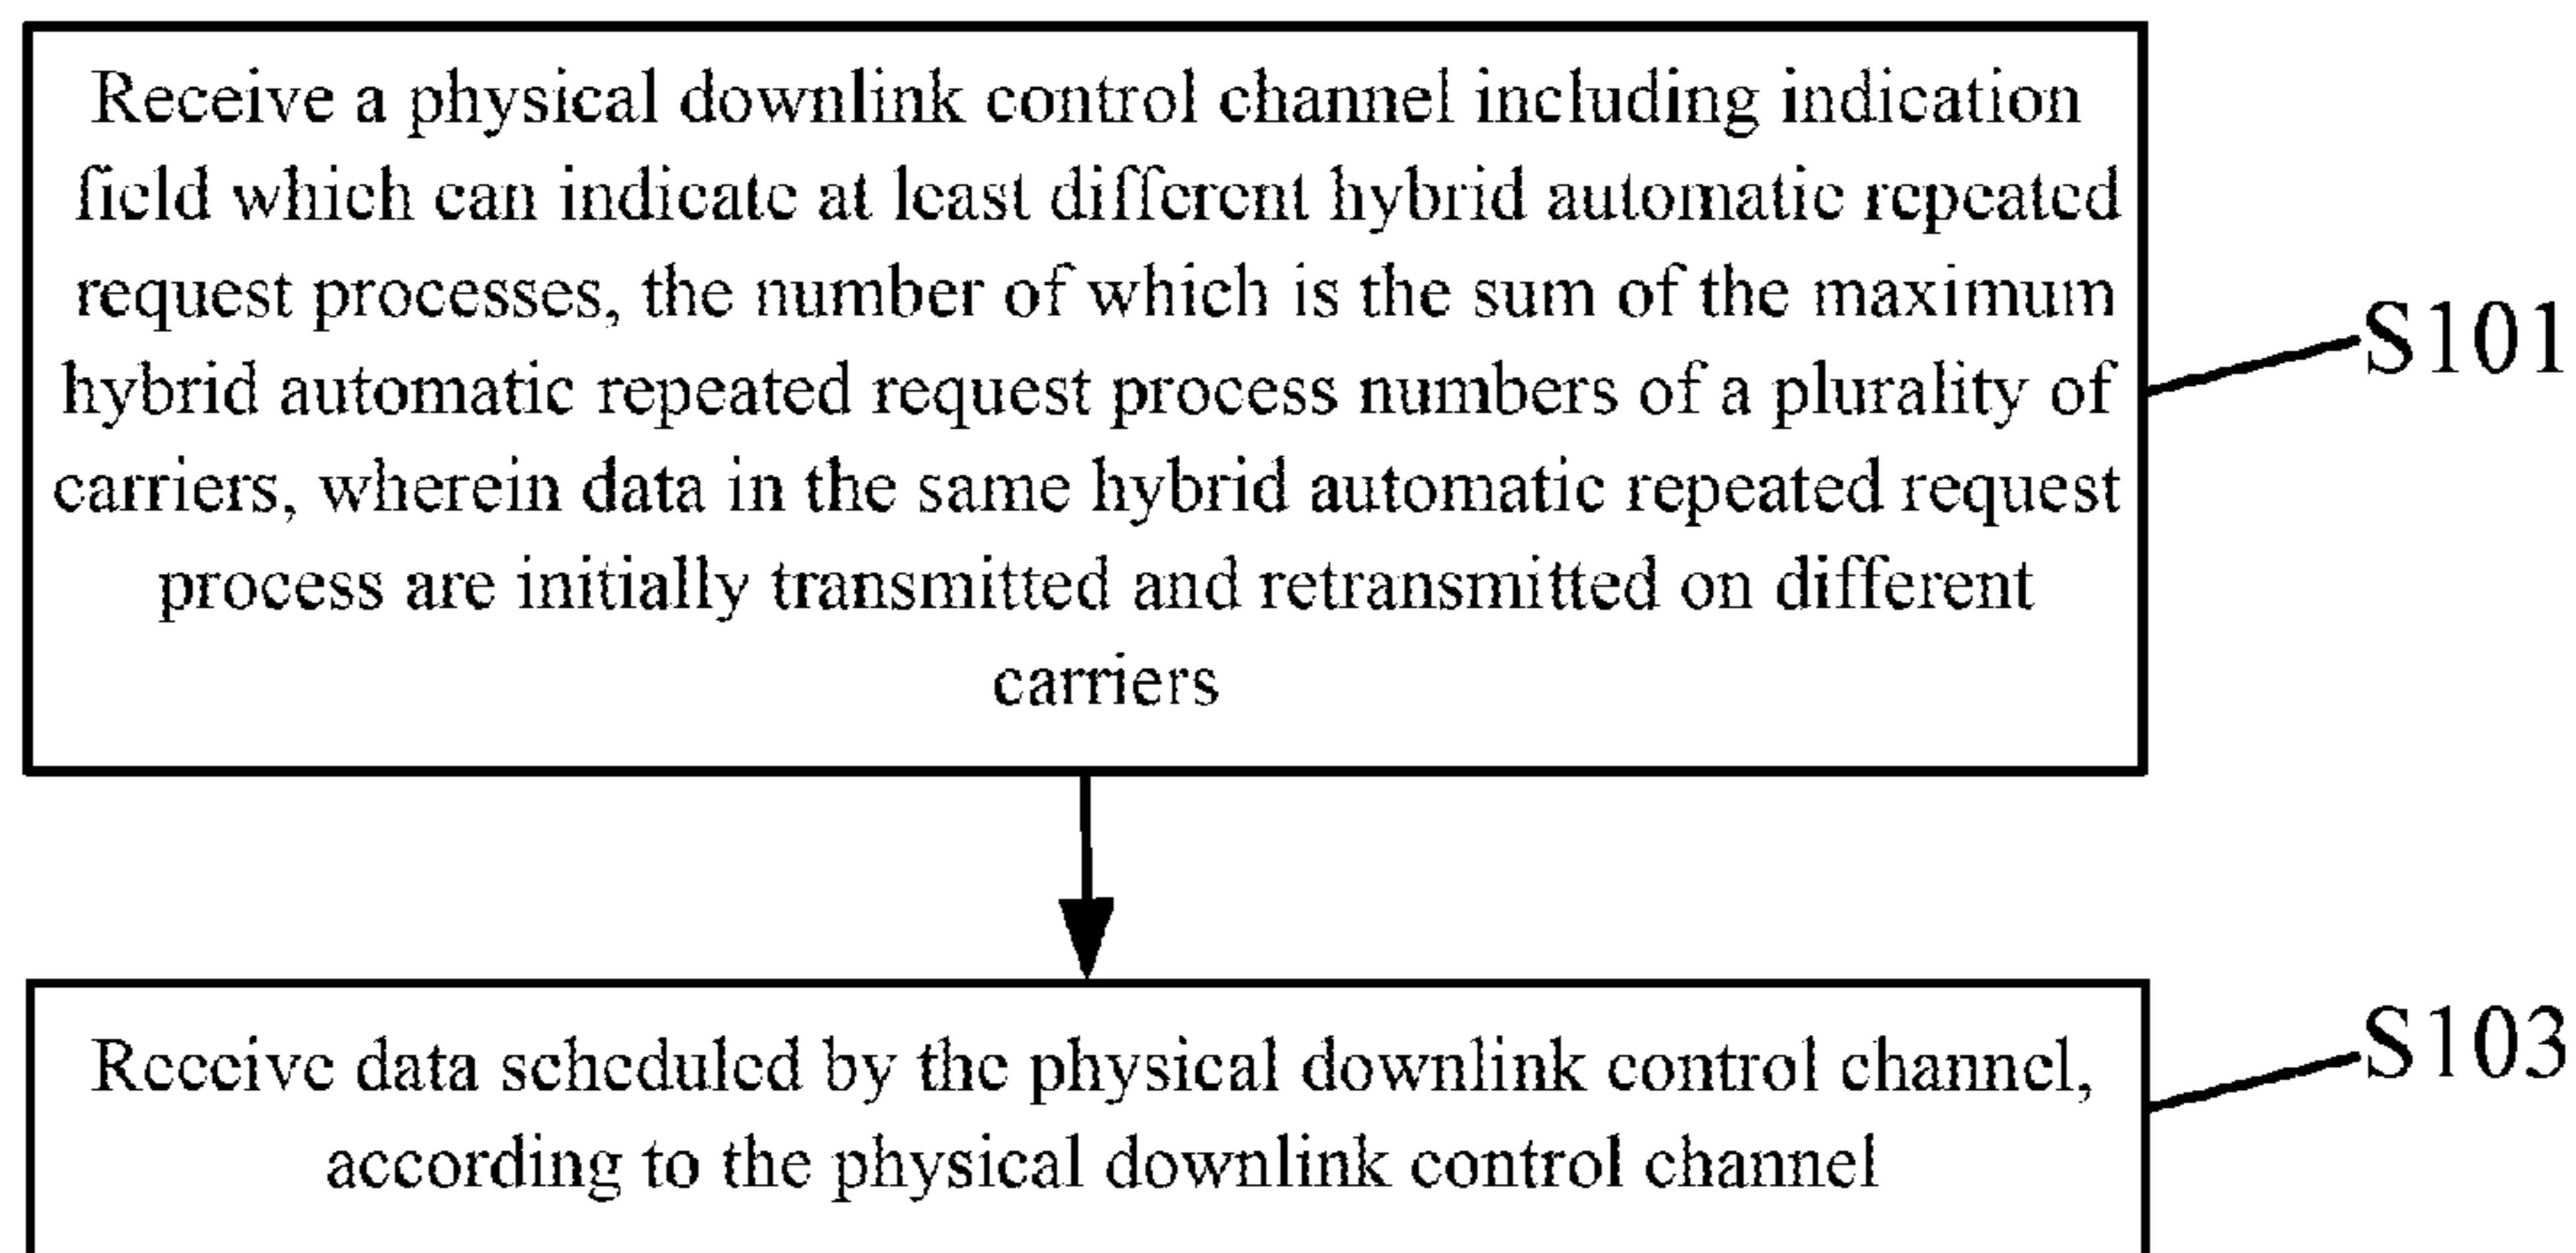 Receive a physical downlink control channel including indication
field which can indicate at least different hybrid automatic repeated
request processes, the number of which is the sum of the maximum
hybrid automatic repeated request process numbers of a plurality of
carriers, wherein data in the same hybrid automatic repeated request
process are initially transmitted and retransmitted on different
carriers
S101
Receive data scheduled by the physical downlink control channel,
according to the physical downlink control channel
S103